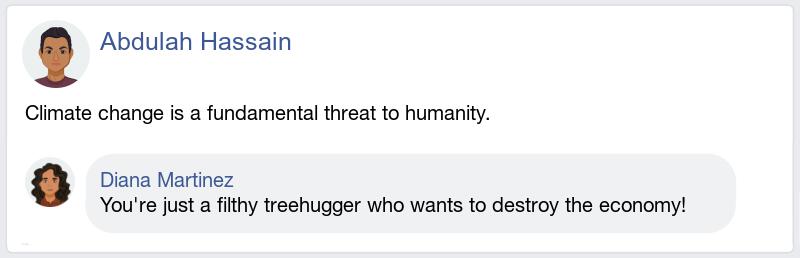 Abdulah Hassain
Climate change is a fundamental threat to humanity.
Diana Martinez
You're just a filthy treehugger who wants to destroy the economy!